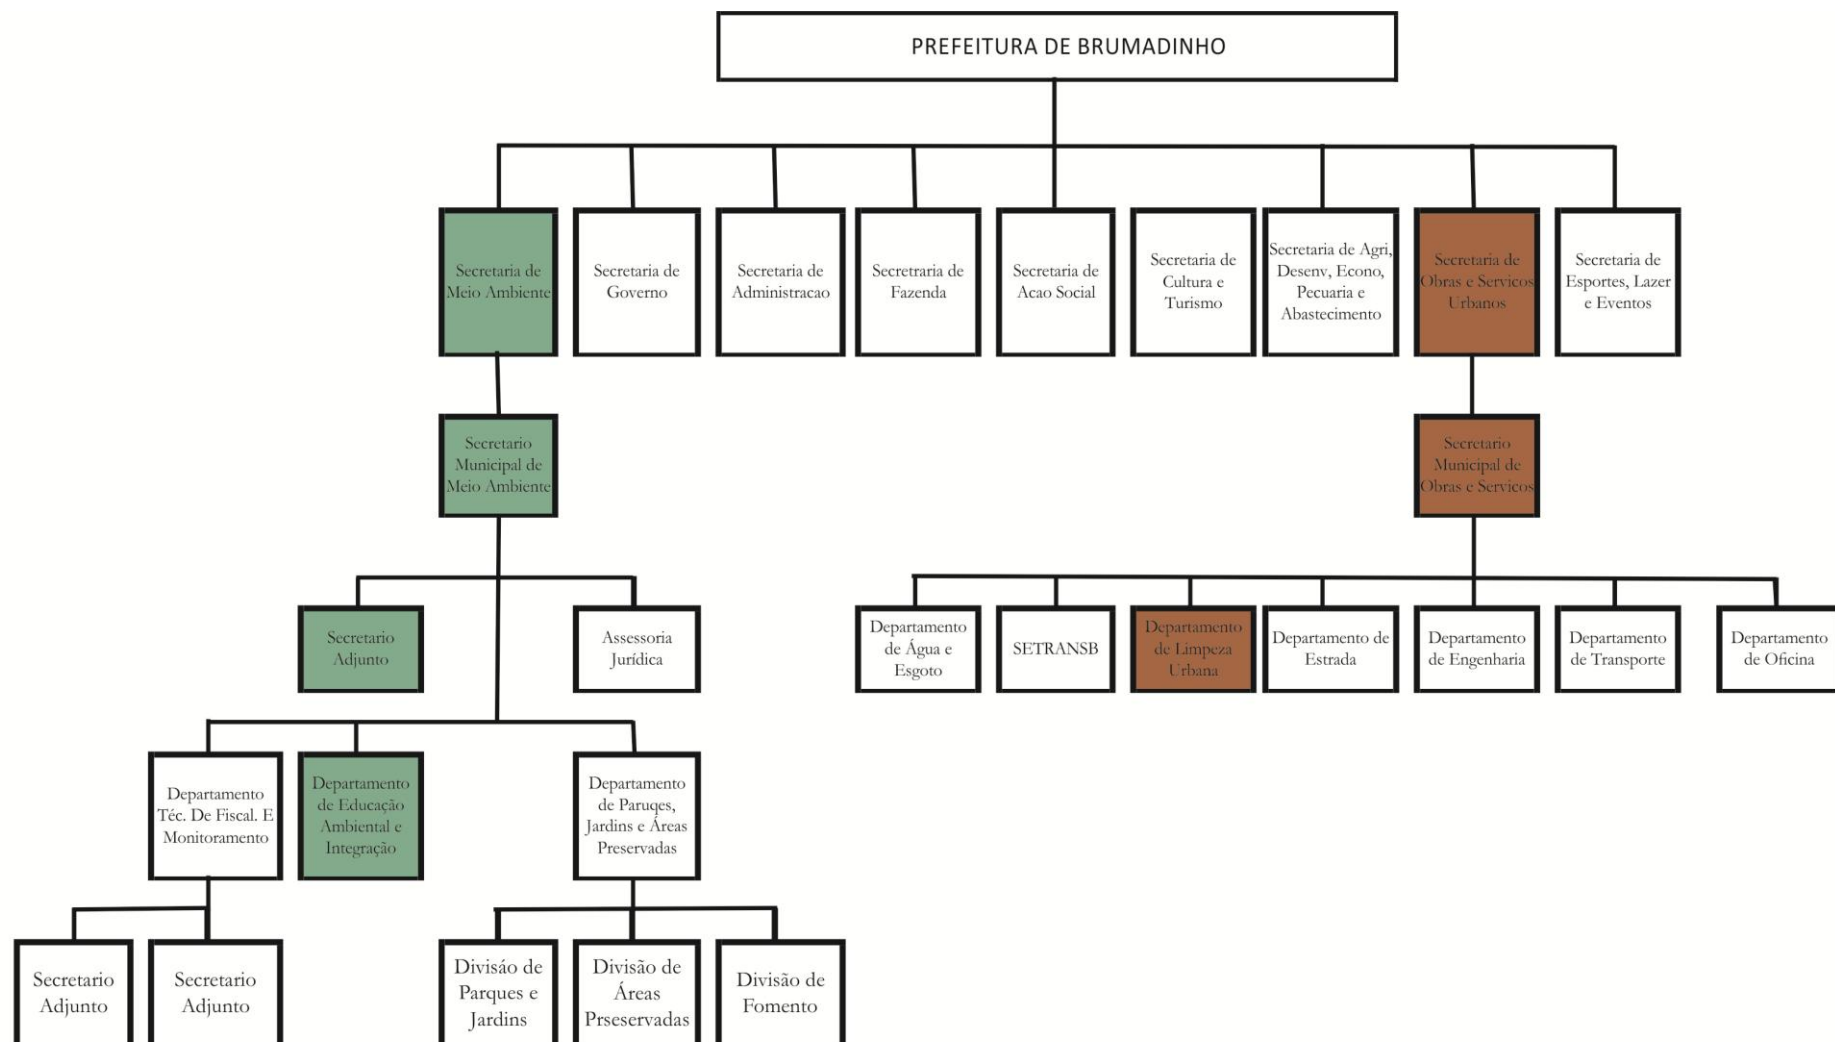 PREFEITURA DE BRUMADINHO
Secretaria de
Meio Ambiente
Secretaria de
Governo
Secretaria de
Administracao
Secretraria de
Fazenda
Secretaria de
Acao Social
Secretaria de
Cultura e
Turismo
Secretaria de Agri,
Desenv, Econo,
Pecuaria e
Abastecimento
Secretaria de
Obras e Servicos
Urbanos
Secretaria de
Esportes, Lazer
e Eventos
Secretario
Municipal de
Meio Ambiente
Secretario
Municipal de
Obras e Servicos
Secretario
Adjunto
Assessoria
Jurídica
Departamento
de Água e
Esgoto
SETRANSB
Departamento
de Limpeza
Urbana
Departamento de
Estrada
Departamento
de Engenharia
Departamento
de Transporte
Departamento
de Oficina
Departamento
Téc. De Fiscal. E
Monitoramento
Departamento
de Educação
Ambiental e
Integração
Departamento
de Paruqes,
Jardins e Áreas
Preservadas
Secretario
Adjunto
Secretario
Adjunto
Divisáo de
Parques e
Jardins
Divisão de
Áreas
Prseservadas
Divisão de
Fomento